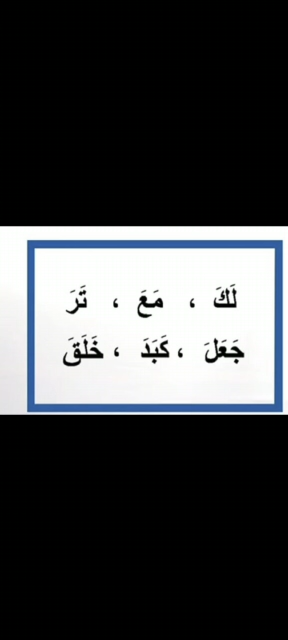 لَكَ ، مَعَ ، تَرَ
جَعَلَ ، كَبَدَ ، خَلَقَ